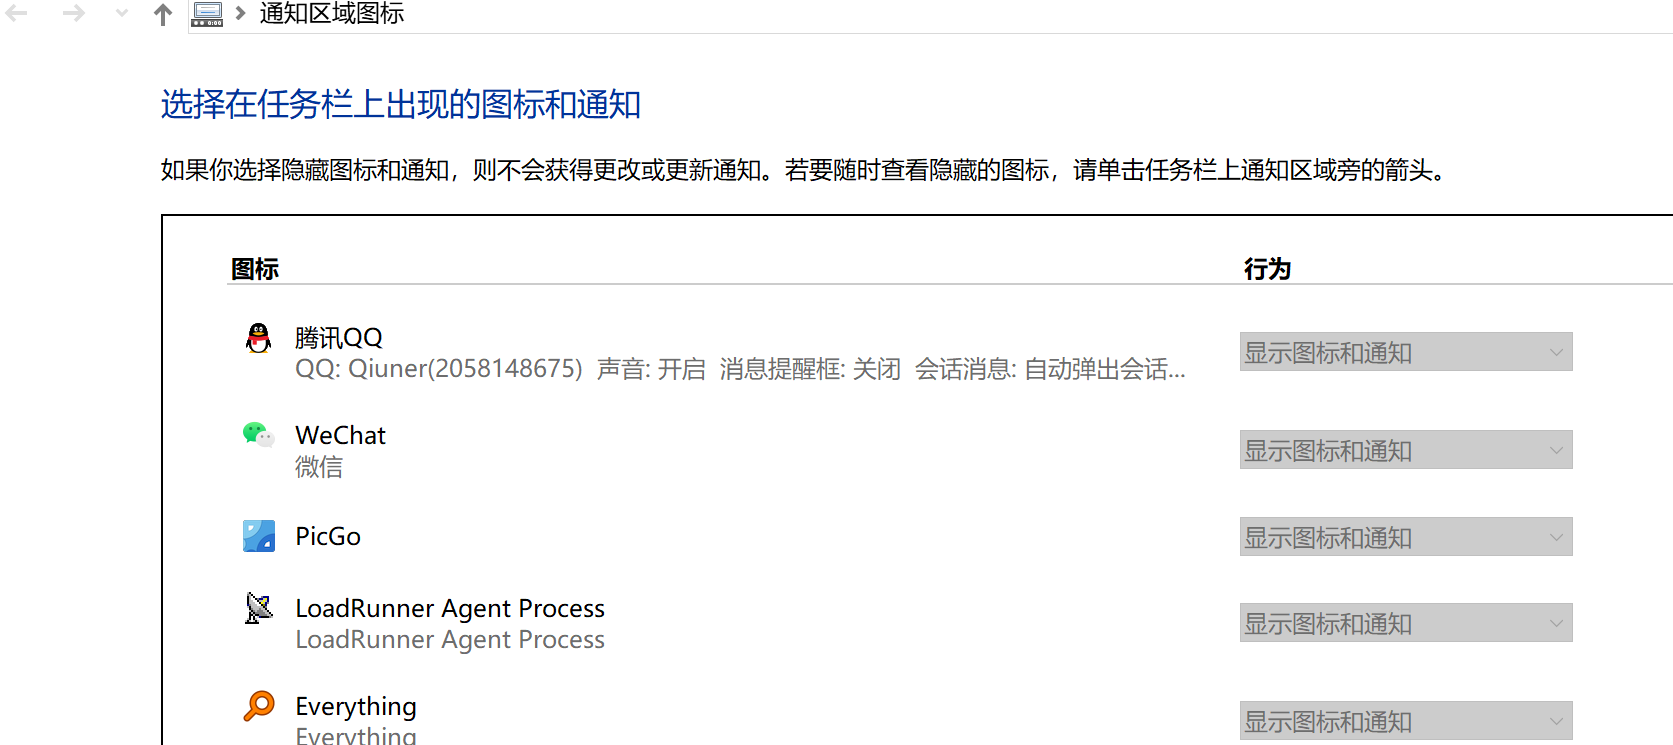 通知区域图标
选择在任务栏上出现的图标和通知
如果你选择隐藏图标和通知，则不会获得更改或更新通知。若要随时查看隐藏的图标，请单击任务栏上通知区域旁的箭头。
图标 行为
腾讯QQ
QQ: Qiuner(2058148675) 声音: 开启 消息提醒框: 关闭 会话消息: 自动弹出会话...
显示图标和通知
WeChat
微信
显示图标和通知
PicGo
显示图标和通知
LoadRunner Agent Process
LoadRunner Agent Process
显示图标和通知
Everything
Everything
显示图标和通知